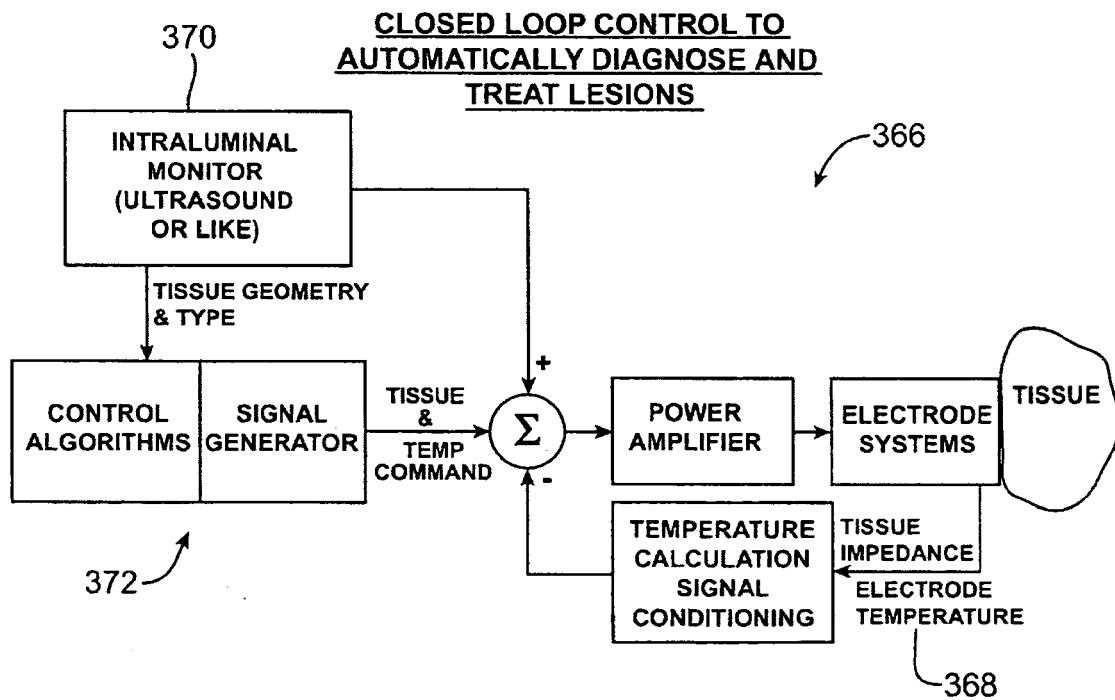 CLOSED LOOP CONTROL TO
AUTOMATICALLY DIAGNOSE AND
TREAT LESIONS
370
366
INTRALUMINAL
MONITOR
(ULTRASOUND
OR LIKE)
TISSUE GEOMETRY
& TYPE
CONTROL
ALGORITHMS
SIGNAL
GENERATOR
TISSUE
&
TEMP
COMMAND
+
Σ
-
POWER
AMPLIFIER
ELECTRODE
SYSTEMS
TISSUE
TEMPERATURE
CALCULATION
SIGNAL
CONDITIONING
TISSUE
IMPEDANCE
ELECTRODE
TEMPERATURE
372
368